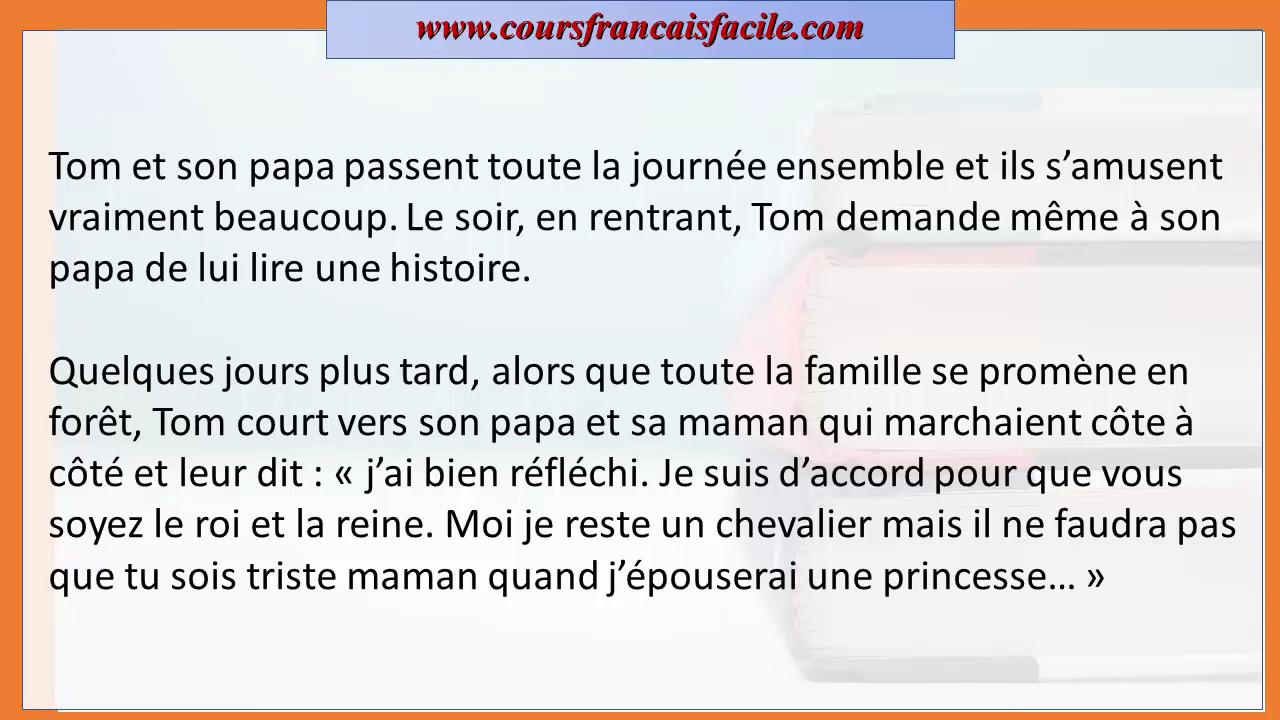 www.coursfrancaisfacile.com
Tom et son papa passent toute la journée ensemble et ils s’amusent
vraiment beaucoup. Le soir, en rentrant, Tom demande même à son
papa de lui lire une histoire.
Quelques jours plus tard, alors que toute la famille se promène en
forêt, Tom court vers son papa et sa maman qui marchaient côte à
côté et leur dit : « j’ai bien réfléchi. Je suis d’accord pour que vous
soyez le roi et la reine. Moi je reste un chevalier mais il ne faudra pas
que tu sois triste maman quand j’épouserai une princesse… »